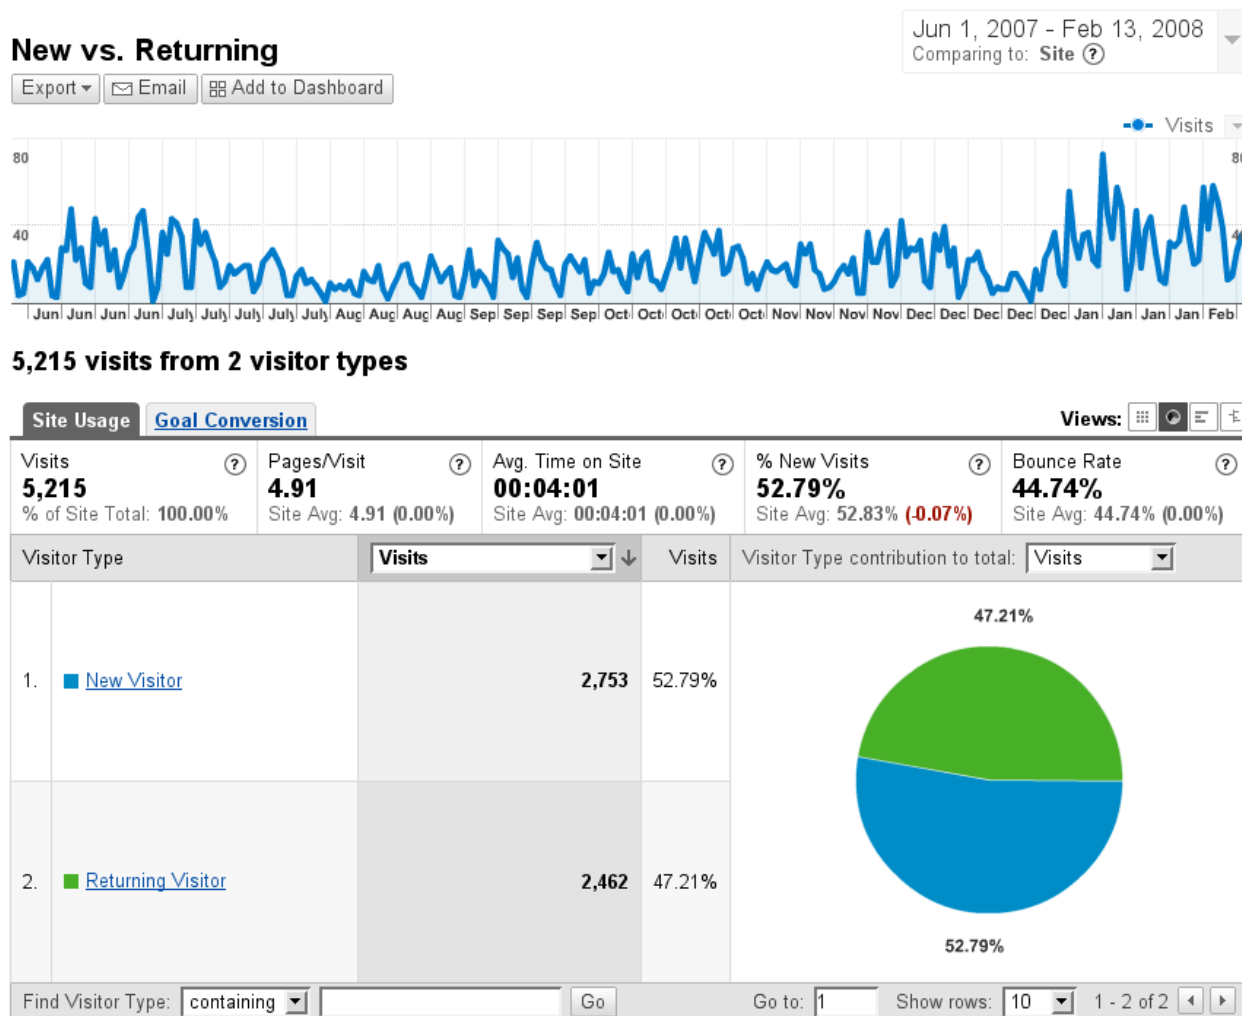 Jun 1, 2007 - Feb 13, 2008
Comparing to: Site ?
New vs. Returning
Export Email Add to Dashboard
Visits
80 80
40 4
Jun Jun Jun Jun July July July July July Aug Aug Aug Aug Sep Sep Sep Sep Oct Oct Oct Oct Oct Nov Nov Nov Nov Dec Dec Dec Dec Dec Jan Jan Jan Jan Feb
5,215 visits from 2 visitor types
Site Usage Goal Conversion Views:
Visits ? Pages/Visit ? Avg. Time on Site ? % New Visits ? Bounce Rate ?
5,215 4.91 00:04:01 52.79% 44.74%
% of Site Total: 100.00% Site Avg: 4.91 (0.00%) Site Avg: 00:04:01 (0.00%) Site Avg: 52.83% (-0.07%) Site Avg: 44.74% (0.00%)
Visitor Type Visits Visits Visitor Type contribution to total: Visits
47.21%
1. New Visitor 2,753 52.79%
2. Returning Visitor 2,462 47.21%
52.79%
Find Visitor Type: containing Go Go to: 1 Show rows: 10 1 - 2 of 2